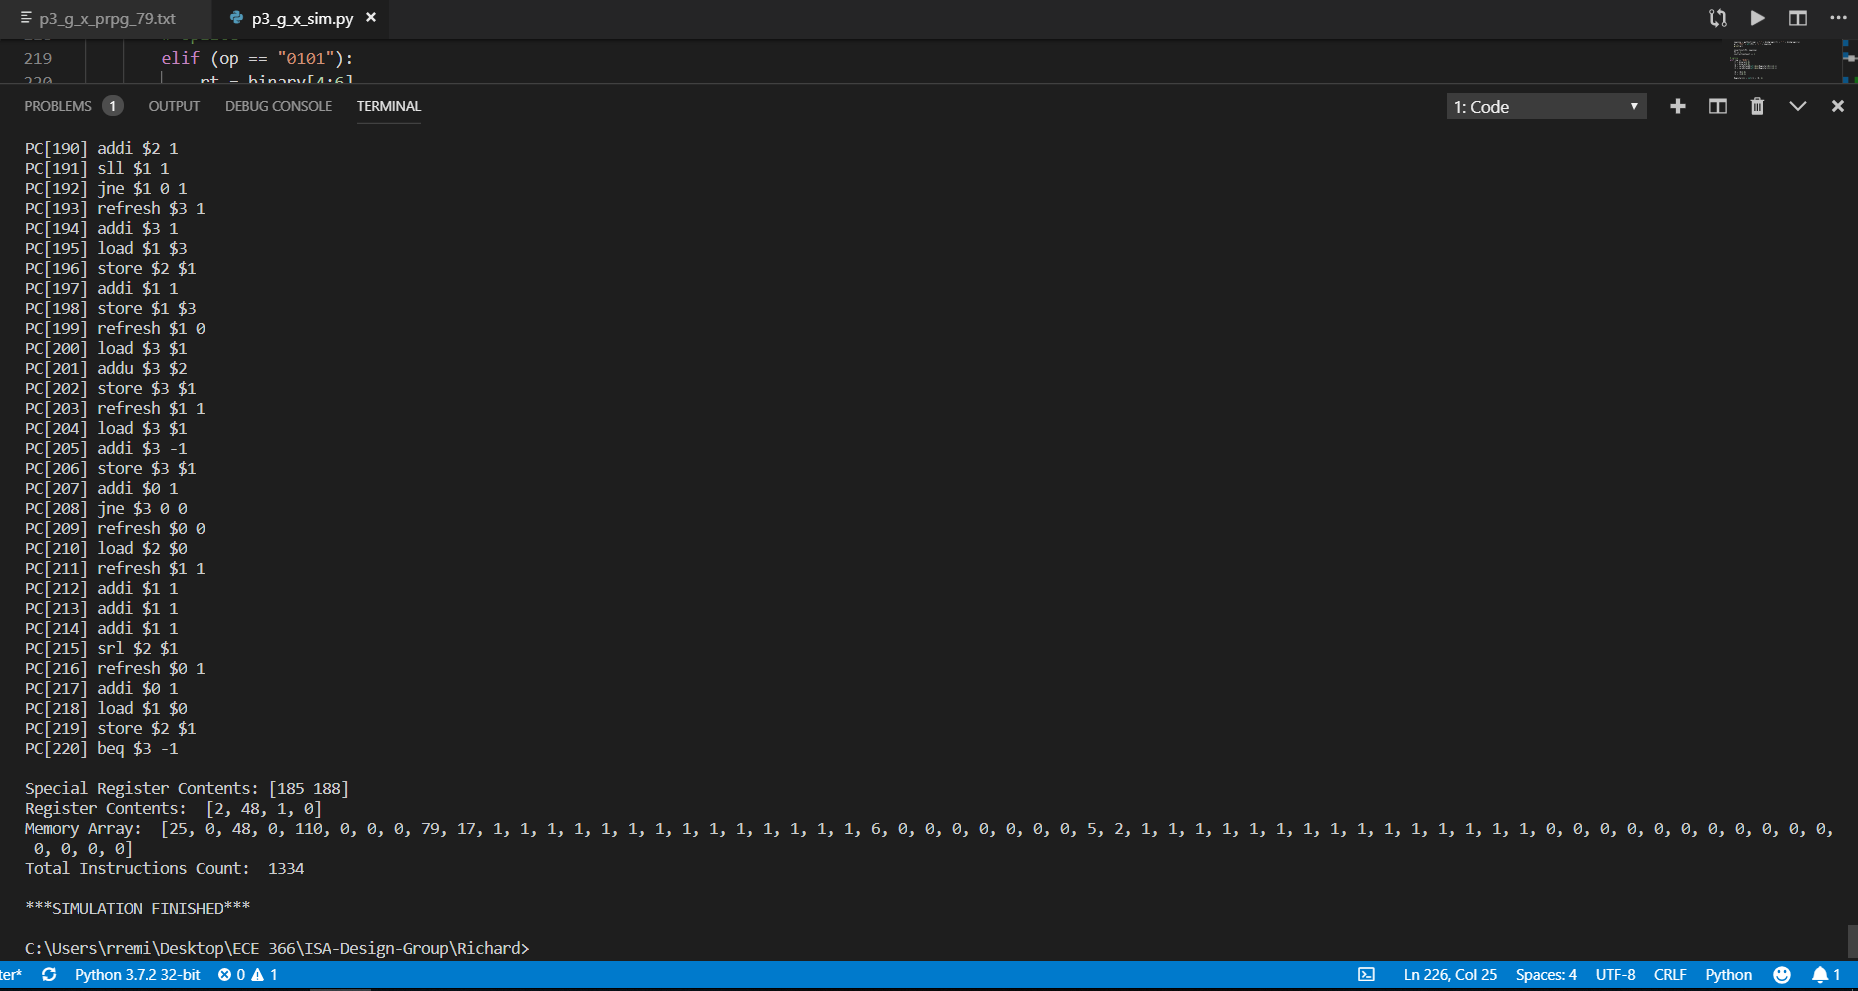 p3_g_x_prpg_79.txt p3_g_x_sim.py
219 elif (op == "0101"):
220 rt = binary[4:6]
PROBLEMS 1 OUTPUT DEBUG CONSOLE TERMINAL 1: Code
PC[190] addi $2 1
PC[191] sll $1 1
PC[192] jne $1 0 1
PC[193] refresh $3 1
PC[194] addi $3 1
PC[195] load $1 $3
PC[196] store $2 $1
PC[197] addi $1 1
PC[198] store $1 $3
PC[199] refresh $1 0
PC[200] load $3 $1
PC[201] addu $3 $2
PC[202] store $3 $1
PC[203] refresh $1 1
PC[204] load $3 $1
PC[205] addi $3 -1
PC[206] store $3 $1
PC[207] addi $0 1
PC[208] jne $3 0 0
PC[209] refresh $0 0
PC[210] load $2 $0
PC[211] refresh $1 1
PC[212] addi $1 1
PC[213] addi $1 1
PC[214] addi $1 1
PC[215] srl $2 $1
PC[216] refresh $0 1
PC[217] addi $0 1
PC[218] load $1 $0
PC[219] store $2 $1
PC[220] beq $3 -1
Special Register Contents: [185 188]
Register Contents: [2, 48, 1, 0]
Memory Array: [25, 0, 48, 0, 110, 0, 0, 0, 79, 17, 1, 1, 1, 1, 1, 1, 1, 1, 1, 1, 1, 1, 1, 1, 6, 0, 0, 0, 0, 0, 0, 0, 5, 2, 1, 1, 1, 1, 1, 1, 1, 1, 1, 1, 1, 1, 1, 1, 1, 0, 0, 0, 0, 0, 0, 0, 0, 0, 0, 0,
0, 0, 0, 0]
Total Instructions Count: 1334
***SIMULATION FINISHED***
C:\Users\rremi\Desktop\ECE 366\ISA-Design-Group\Richard>
ter* Python 3.7.2 32-bit 0 1 Ln 226, Col 25 Spaces: 4 UTF-8 CRLF Python 1